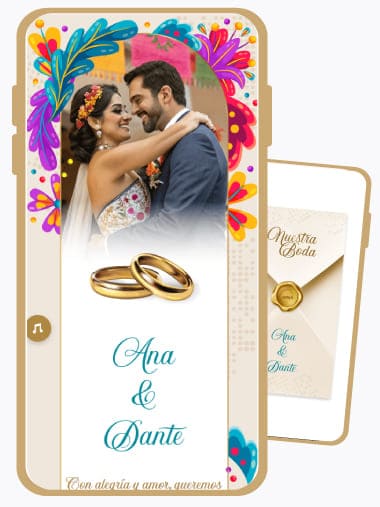 Ana
&
Dante
Con alegría y amor, queremos
Nuestra
Boda
Ana
&
Dante